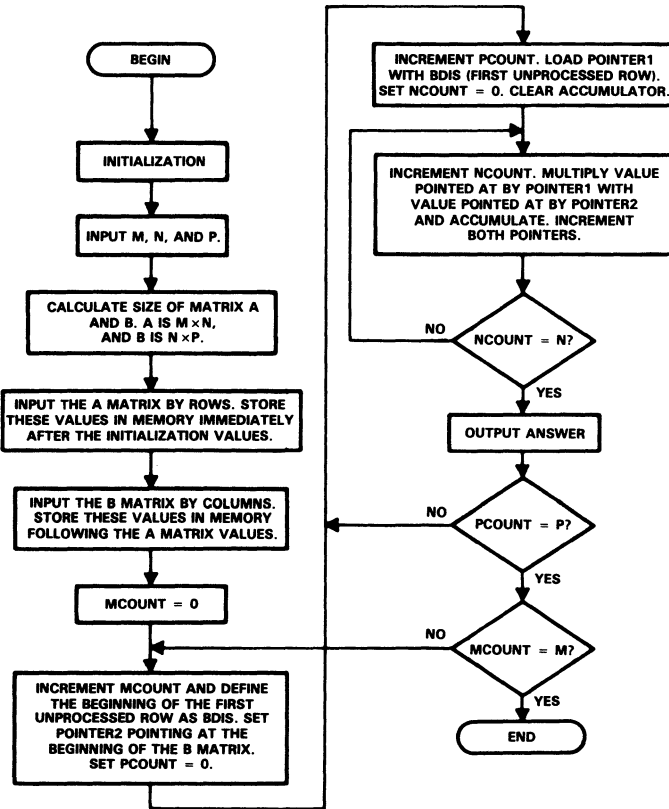 BEGIN
INITIALIZATION
INPUT M, N, AND P.
CALCULATE SIZE OF MATRIX A
AND B. A IS M × N,
AND B IS N × P.
INPUT THE A MATRIX BY ROWS. STORE
THESE VALUES IN MEMORY IMMEDIATELY
AFTER THE INITIALIZATION VALUES.
INPUT THE B MATRIX BY COLUMNS.
STORE THESE VALUES IN MEMORY
FOLLOWING THE A MATRIX VALUES.
MCOUNT = 0
INCREMENT MCOUNT AND DEFINE
THE BEGINNING OF THE FIRST
UNPROCESSED ROW AS BDIS. SET
POINTER2 POINTING AT THE
BEGINNING OF THE B MATRIX.
SET PCOUNT = 0.
INCREMENT PCOUNT. LOAD POINTER1
WITH BDIS (FIRST UNPROCESSED ROW).
SET NCOUNT = 0. CLEAR ACCUMULATOR.
INCREMENT NCOUNT. MULTIPLY VALUE
POINTED AT BY POINTER1 WITH
VALUE POINTED AT BY POINTER2
AND ACCUMULATE. INCREMENT
BOTH POINTERS.
NO
NCOUNT = N?
YES
OUTPUT ANSWER
NO
PCOUNT = P?
YES
NO
MCOUNT = M?
YES
END